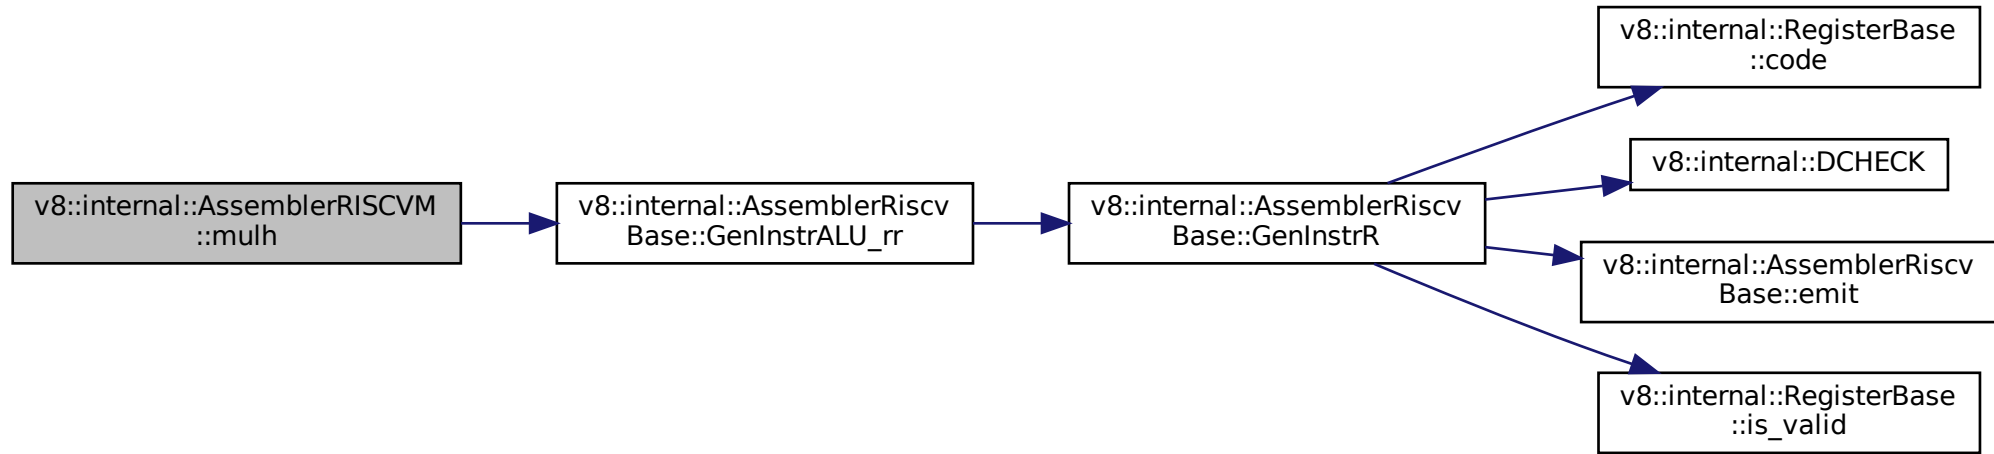 v8::internal::AssemblerRISCVM
::mulh
v8::internal::AssemblerRiscv
Base::GenInstrALU_rr
v8::internal::AssemblerRiscv
Base::GenInstrR
v8::internal::RegisterBase
::code
v8::internal::DCHECK
v8::internal::AssemblerRiscv
Base::emit
v8::internal::RegisterBase
::is_valid